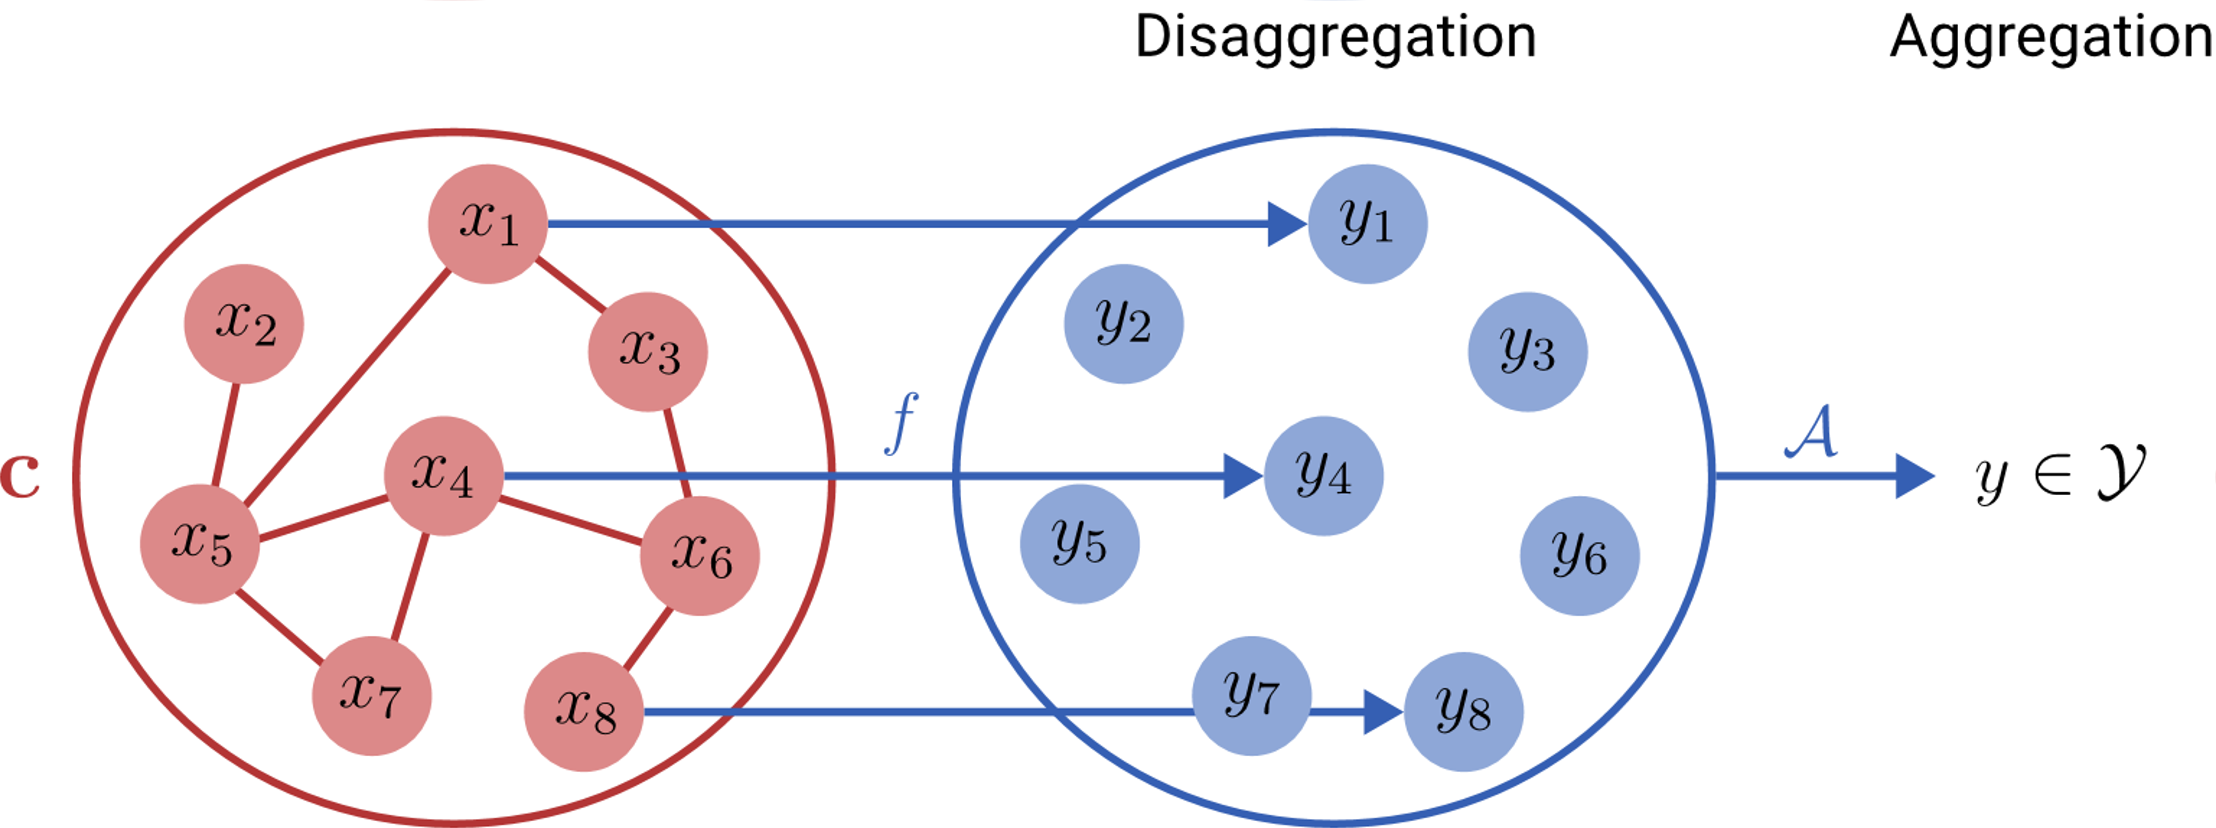 Disaggregation Aggregation
x₁ y₁
x₂ y₂
x₃ y₃
f 𝒜
c x₄ y₄ y ∈ 𝒴
x₅ y₅
x₆ y₆
x₇ y₇
x₈ y₈